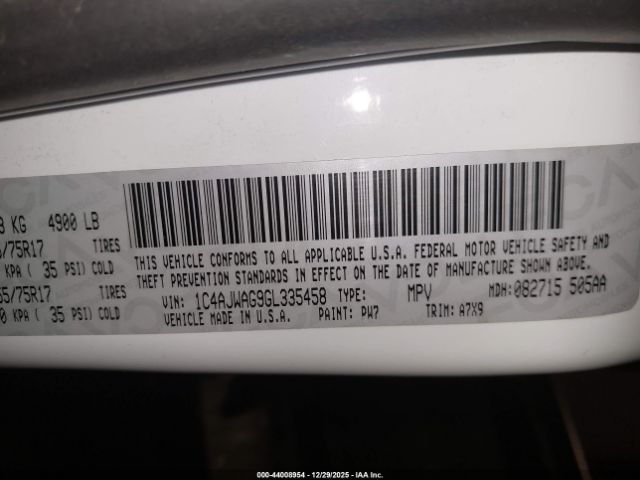 KG 4900 LB
/75R17 TIRES
KPA ( 35 PSI) COLD
/75R17 TIRES
KPA ( 35 PSI) COLD
THIS VEHICLE CONFORMS TO ALL APPLICABLE U.S.A. FEDERAL MOTOR VEHICLE SAFETY AND
THEFT PREVENTION STANDARDS IN EFFECT ON THE DATE OF MANUFACTURE SHOWN ABOVE.
VIN: 1C4AJWAG9GL335458 TYPE: MPV MDH: 082715 505AA
VEHICLE MADE IN U.S.A. PAINT: PW7 TRIM: A7X9
000-44008954 | 12/29/2025 | IAA Inc.